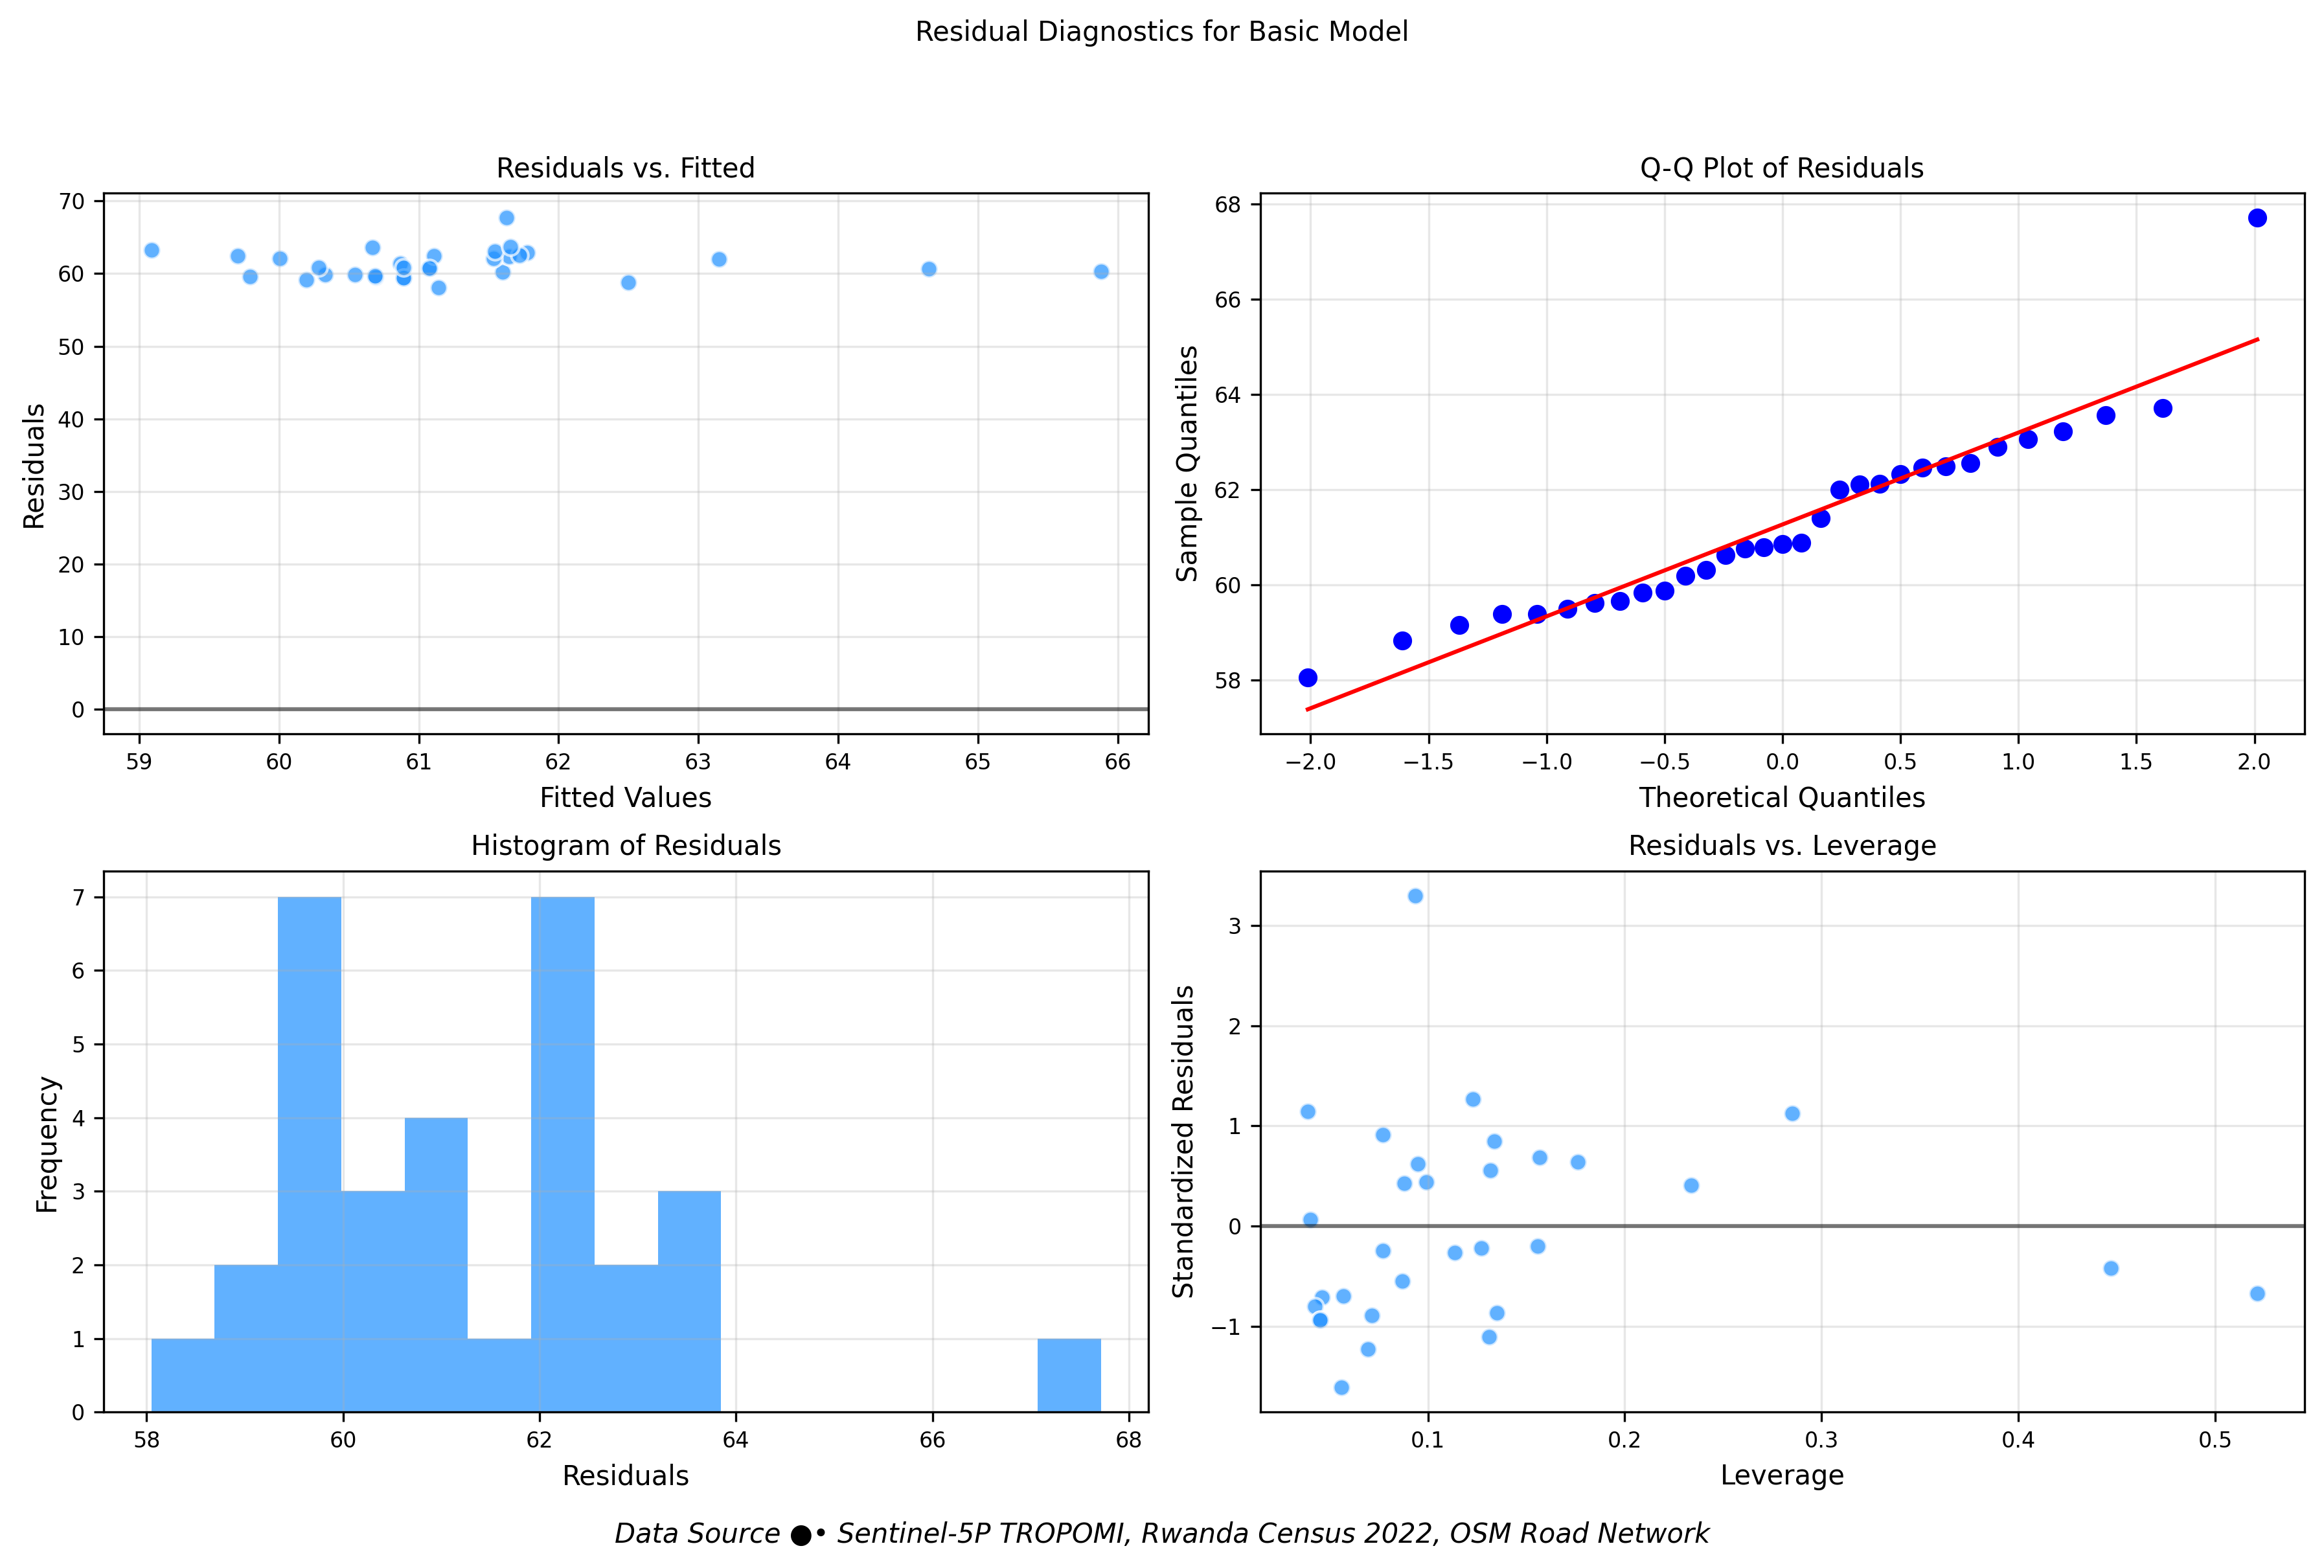 Residual Diagnostics for Basic Model
Residuals vs. Fitted
Residuals
70
60
50
40
30
20
10
0
59 60 61 62 63 64 65 66
Fitted Values
Q-Q Plot of Residuals
Sample Quantiles
68
66
64
62
60
58
−2.0 −1.5 −1.0 −0.5 0.0 0.5 1.0 1.5 2.0
Theoretical Quantiles
Histogram of Residuals
Frequency
7
6
5
4
3
2
1
0
58 60 62 64 66 68
Residuals
Residuals vs. Leverage
Standardized Residuals
3
2
1
0
−1
0.1 0.2 0.3 0.4 0.5
Leverage
Data Source ●• Sentinel-5P TROPOMI, Rwanda Census 2022, OSM Road Network